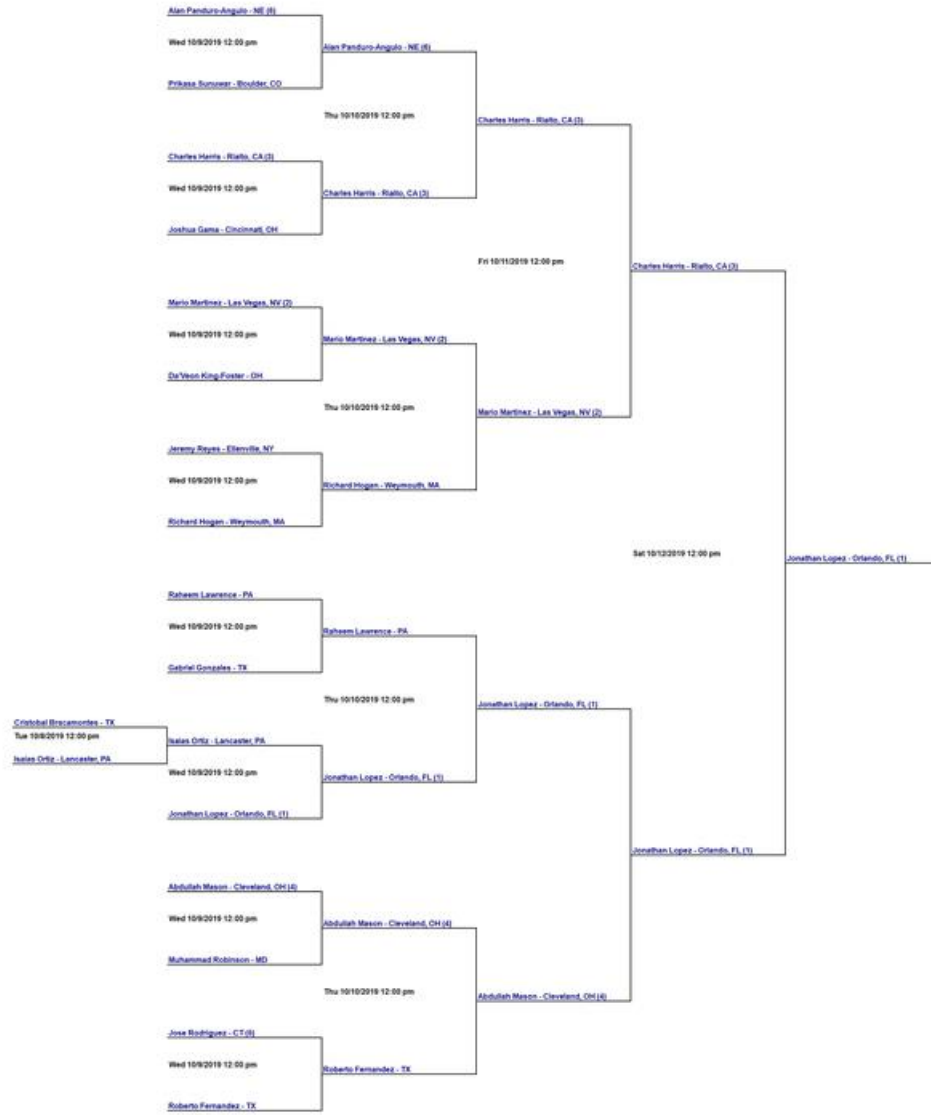 Alan Panduro-Angulo - NE (6)
Wed 10/9/2019 12:00 pm
Alan Panduro-Angulo - NE (6)
Prikasa Sunuwar - Boulder, CO
Thu 10/10/2019 12:00 pm
Charles Harris - Rialto, CA (3)
Charles Harris - Rialto, CA (3)
Wed 10/9/2019 12:00 pm
Charles Harris - Rialto, CA (3)
Joshua Gama - Cincinnati, OH
Fri 10/11/2019 12:00 pm
Charles Harris - Rialto, CA (3)
Mario Martinez - Las Vegas, NV (2)
Wed 10/9/2019 12:00 pm
Mario Martinez - Las Vegas, NV (2)
Da'Veon King-Foster - OH
Thu 10/10/2019 12:00 pm
Mario Martinez - Las Vegas, NV (2)
Jeremy Reyes - Ellenville, NY
Wed 10/9/2019 12:00 pm
Richard Hogan - Weymouth, MA
Richard Hogan - Weymouth, MA
Sat 10/12/2019 12:00 pm
Jonathan Lopez - Orlando, FL (1)
Raheem Lawrence - PA
Wed 10/9/2019 12:00 pm
Raheem Lawrence - PA
Gabriel Gonzales - TX
Thu 10/10/2019 12:00 pm
Jonathan Lopez - Orlando, FL (1)
Cristobal Bracamontes - TX
Tue 10/8/2019 12:00 pm
Isaias Ortiz - Lancaster, PA
Isaias Ortiz - Lancaster, PA
Wed 10/9/2019 12:00 pm
Jonathan Lopez - Orlando, FL (1)
Jonathan Lopez - Orlando, FL (1)
Jonathan Lopez - Orlando, FL (1)
Abdullah Mason - Cleveland, OH (4)
Wed 10/9/2019 12:00 pm
Abdullah Mason - Cleveland, OH (4)
Muhammad Robinson - MD
Thu 10/10/2019 12:00 pm
Abdullah Mason - Cleveland, OH (4)
Jose Rodriguez - CT
Wed 10/9/2019 12:00 pm
Roberto Fernandez - TX
Roberto Fernandez - TX